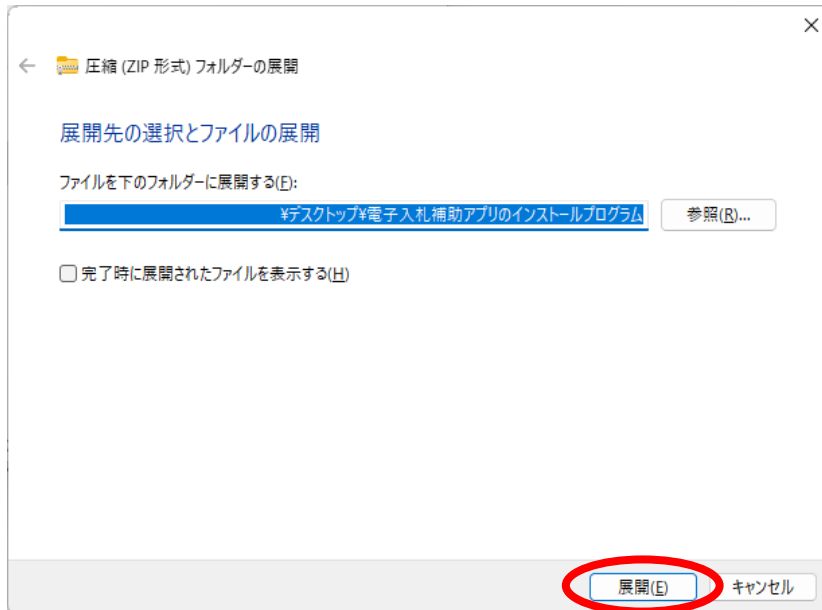 圧縮 (ZIP 形式) フォルダーの展開
展開先の選択とファイルの展開
ファイルを下のフォルダーに展開する(F):
¥デスクトップ¥電子入札補助アプリのインストールプログラム
参照(R)...
完了時に展開されたファイルを表示する(H)
展開(E)
キャンセル